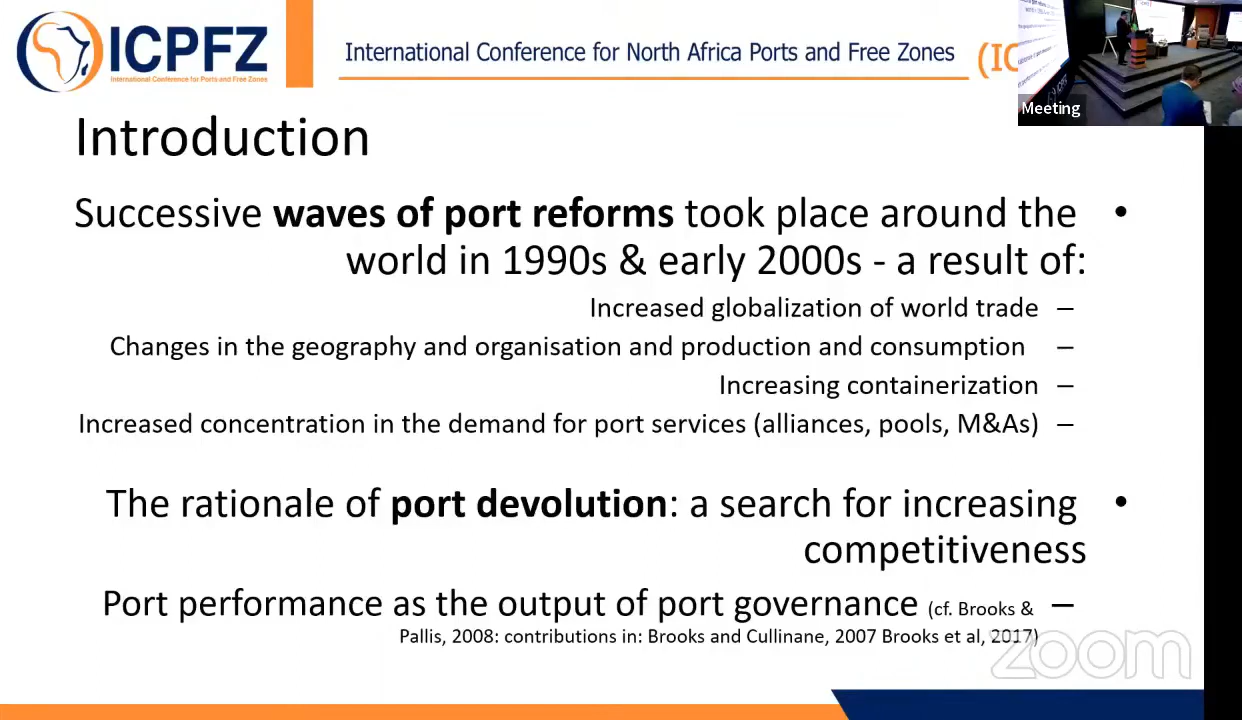 ICPFZ
International Conference for Ports and Free Zones
International Conference for North Africa Ports and Free Zones
(IC
Meeting
Introduction
Successive waves of port reforms took place around the •
world in 1990s & early 2000s - a result of:
Increased globalization of world trade –
Changes in the geography and organisation and production and consumption –
Increasing containerization –
Increased concentration in the demand for port services (alliances, pools, M&As) –
The rationale of port devolution: a search for increasing •
competitiveness
Port performance as the output of port governance (cf. Brooks & –
Pallis, 2008: contributions in: Brooks and Cullinane, 2007 Brooks et al, 2017)
zoom